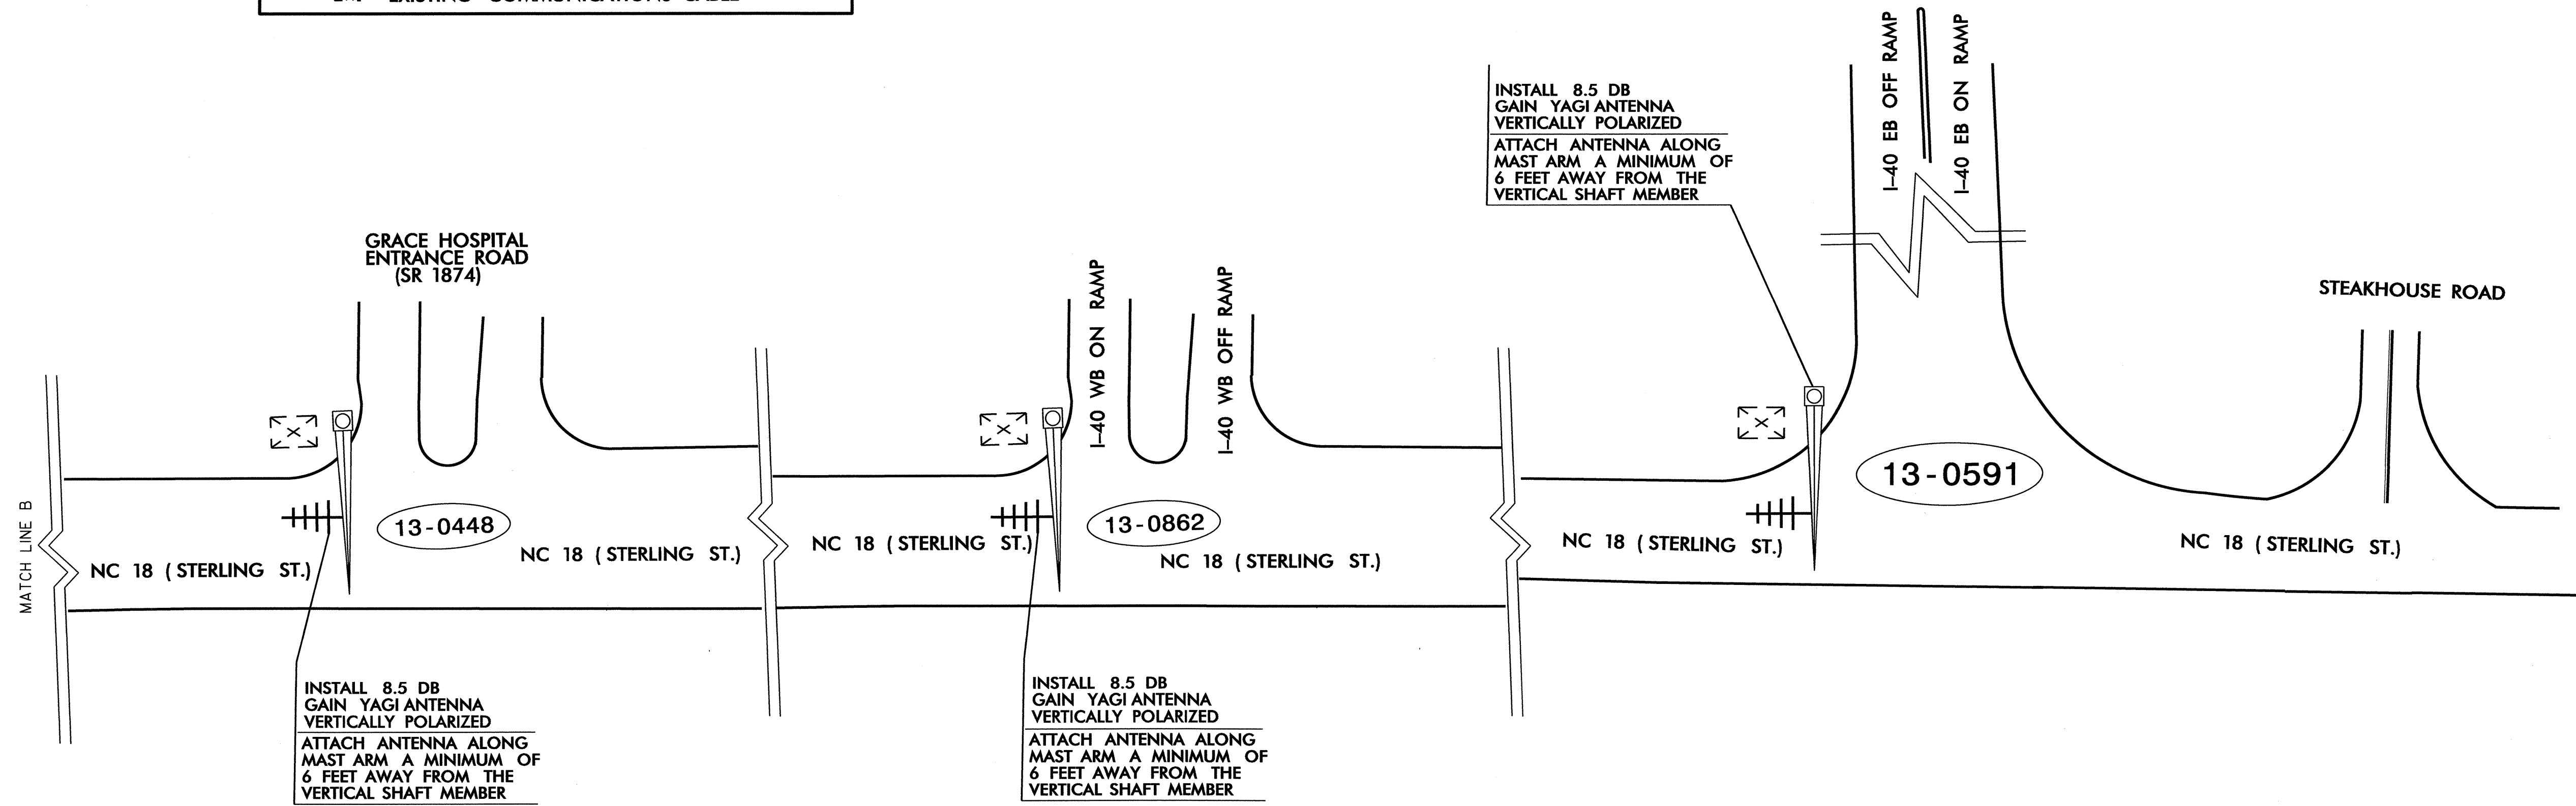 EXISTING COMMUNICATIONS CABLE
I-40 EB OFF RAMP
I-40 EB ON RAMP
INSTALL 8.5 DB
GAIN YAGI ANTENNA
VERTICALLY POLARIZED
ATTACH ANTENNA ALONG
MAST ARM A MINIMUM OF
6 FEET AWAY FROM THE
VERTICAL SHAFT MEMBER
GRACE HOSPITAL
ENTRANCE ROAD
(SR 1874)
I-40 WB ON RAMP
I-40 WB OFF RAMP
STEAKHOUSE ROAD
X
X
X
MATCH LINE B
13-0448
13-0862
13-0591
NC 18 ( STERLING ST.)
NC 18 ( STERLING ST.)
NC 18 ( STERLING ST.)
NC 18 ( STERLING ST.)
NC 18 ( STERLING ST.)
NC 18 ( STERLING ST.)
INSTALL 8.5 DB
GAIN YAGI ANTENNA
VERTICALLY POLARIZED
ATTACH ANTENNA ALONG
MAST ARM A MINIMUM OF
6 FEET AWAY FROM THE
VERTICAL SHAFT MEMBER
INSTALL 8.5 DB
GAIN YAGI ANTENNA
VERTICALLY POLARIZED
ATTACH ANTENNA ALONG
MAST ARM A MINIMUM OF
6 FEET AWAY FROM THE
VERTICAL SHAFT MEMBER